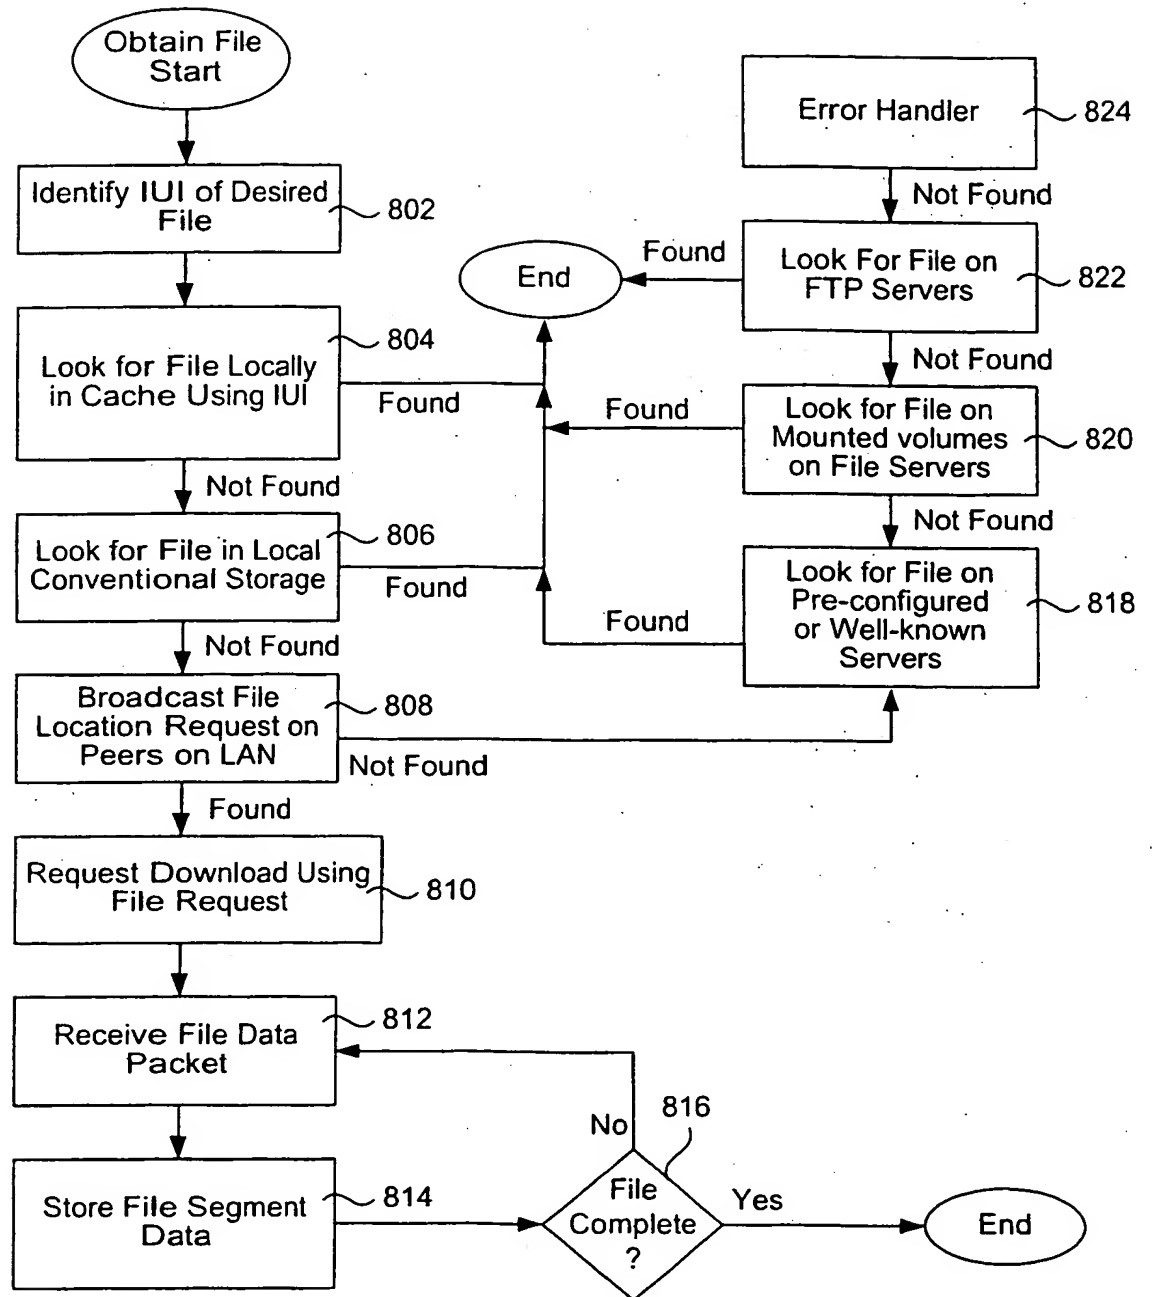 Obtain File
Start
Identify IUI of Desired
File
802
Look for File Locally
in Cache Using IUI
804
Found
Not Found
Look for File in Local
Conventional Storage
806
Found
Not Found
Broadcast File
Location Request on
Peers on LAN
808
Not Found
Found
Request Download Using
File Request
810
Receive File Data
Packet
812
Store File Segment
Data
814
File
Complete
?
816
No
Yes
End
Error Handler
824
Not Found
Look For File on
FTP Servers
822
Found
End
Not Found
Look for File on
Mounted volumes
on File Servers
820
Found
Not Found
Look for File on
Pre-configured
or Well-known
Servers
818
Found